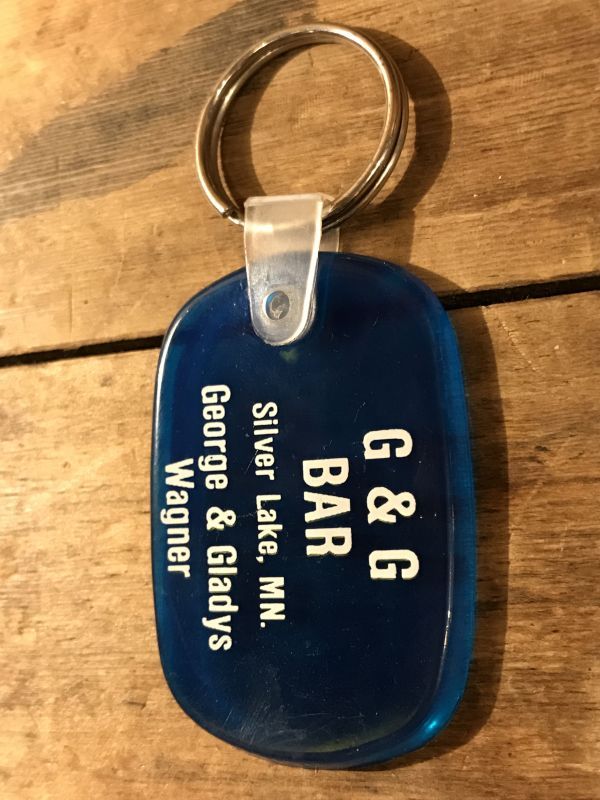 G & G
BAR
Silver Lake, MN.
George & Gladys
Wagner